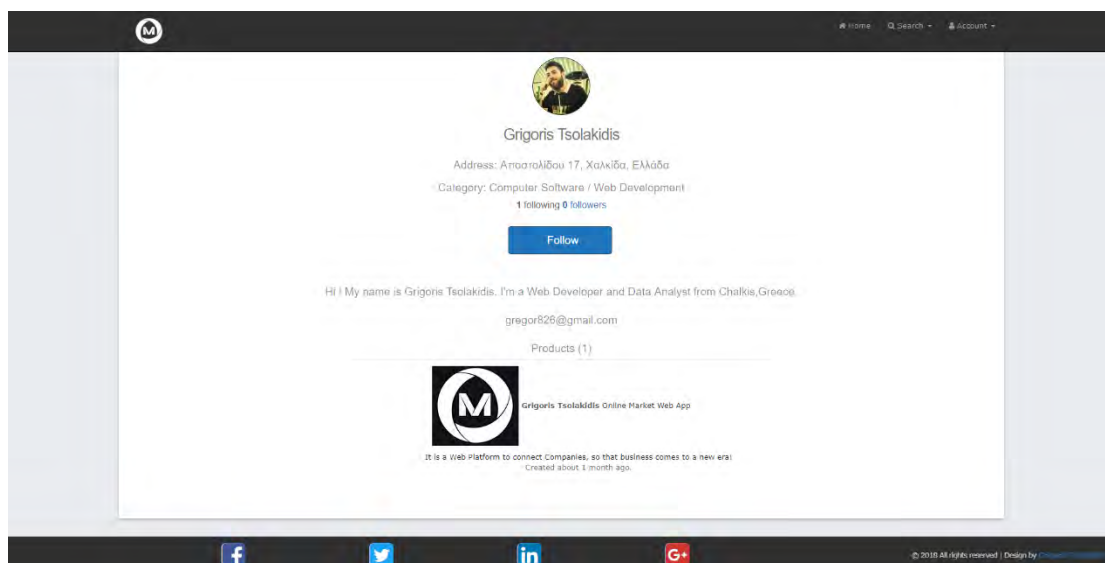 M
Home Search Account
Grigoris Tsolakidis
Address: Αποστολίδου 17, Χαλκίδα, Ελλάδα
Category: Computer Software / Web Development
1 following 0 followers
Follow
Hi ! My name is Grigoris Tsolakidis. I'm a Web Developer and Data Analyst from Chalkis,Greece.
gregor826@gmail.com
Products (1)
M
Grigoris Tsolakidis Online Market Web App
It is a Web Platform to connect Companies, so that business comes to a new era!
Created about 1 month ago.
f in G+
© 2018 All rights reserved | Design by